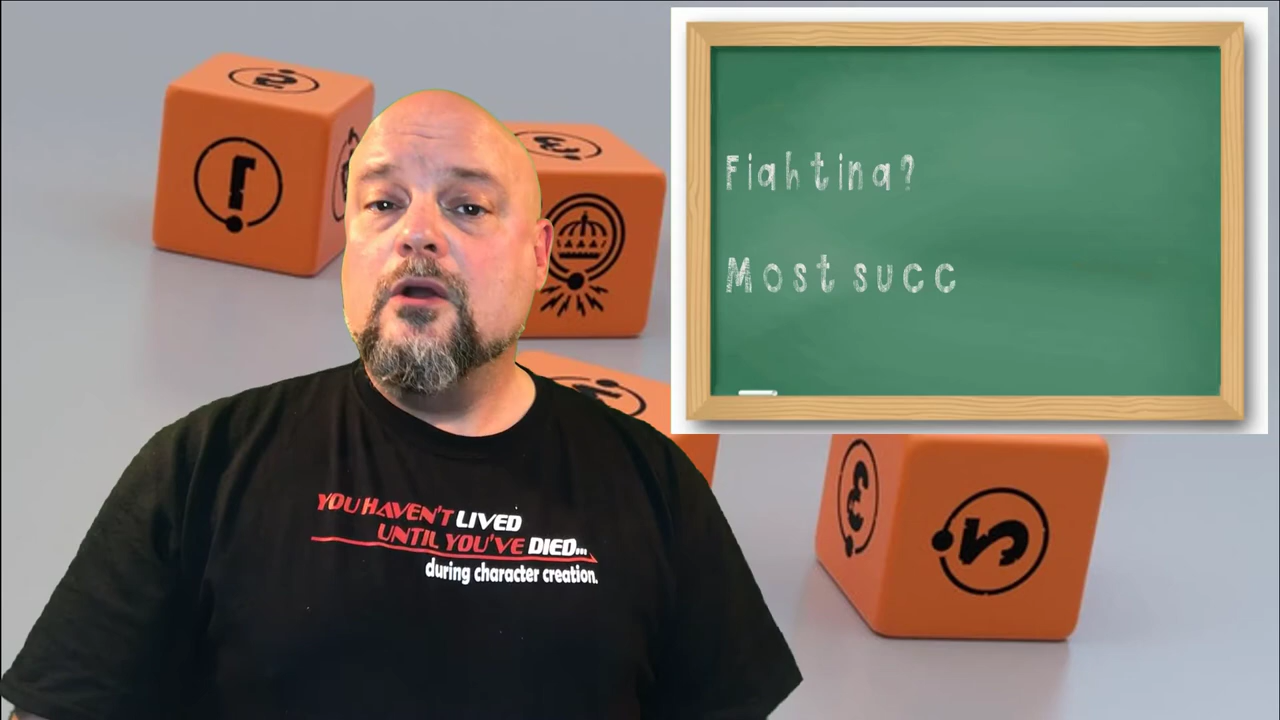 Fiahtina?
Most succ
YOU HAVEN'T LIVED
UNTIL YOU'VE DIED...
during character creation.